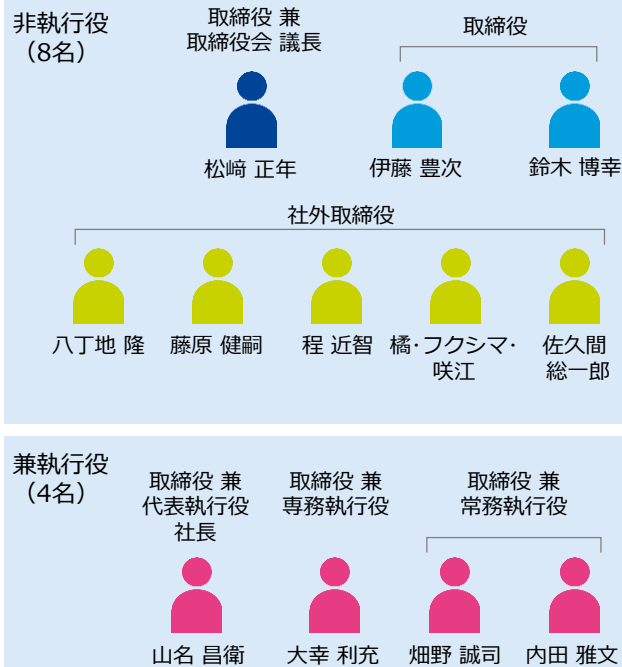 非執行役
（8名）
取締役 兼
取締役会 議長
取締役
松﨑 正年
伊藤 豊次
鈴木 博幸
社外取締役
八丁地 隆
藤原 健嗣
程 近智
橘・フクシマ・
咲江
佐久間
総一郎
兼執行役
（4名）
取締役 兼
代表執行役
社長
取締役 兼
専務執行役
取締役 兼
常務執行役
山名 昌衛
大幸 利充
畑野 誠司
内田 雅文